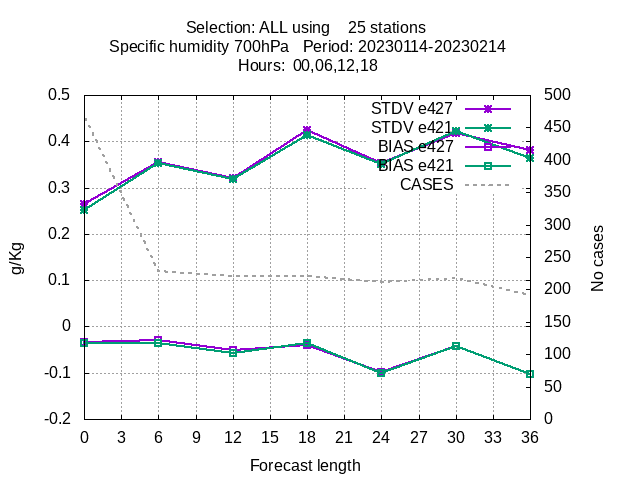 Selection: ALL using    25 stations
Specific humidity 700hPa   Period: 20230114-20230214
Hours:  00,06,12,18
0.5
0.4
0.3
0.2
0.1
0
-0.1
-0.2
g/Kg
STDV e427
STDV e421
BIAS e427
BIAS e421
CASES
500
450
400
350
300
250
200
150
100
50
0
No cases
0 3 6 9 12 15 18 21 24 27 30 33 36
Forecast length